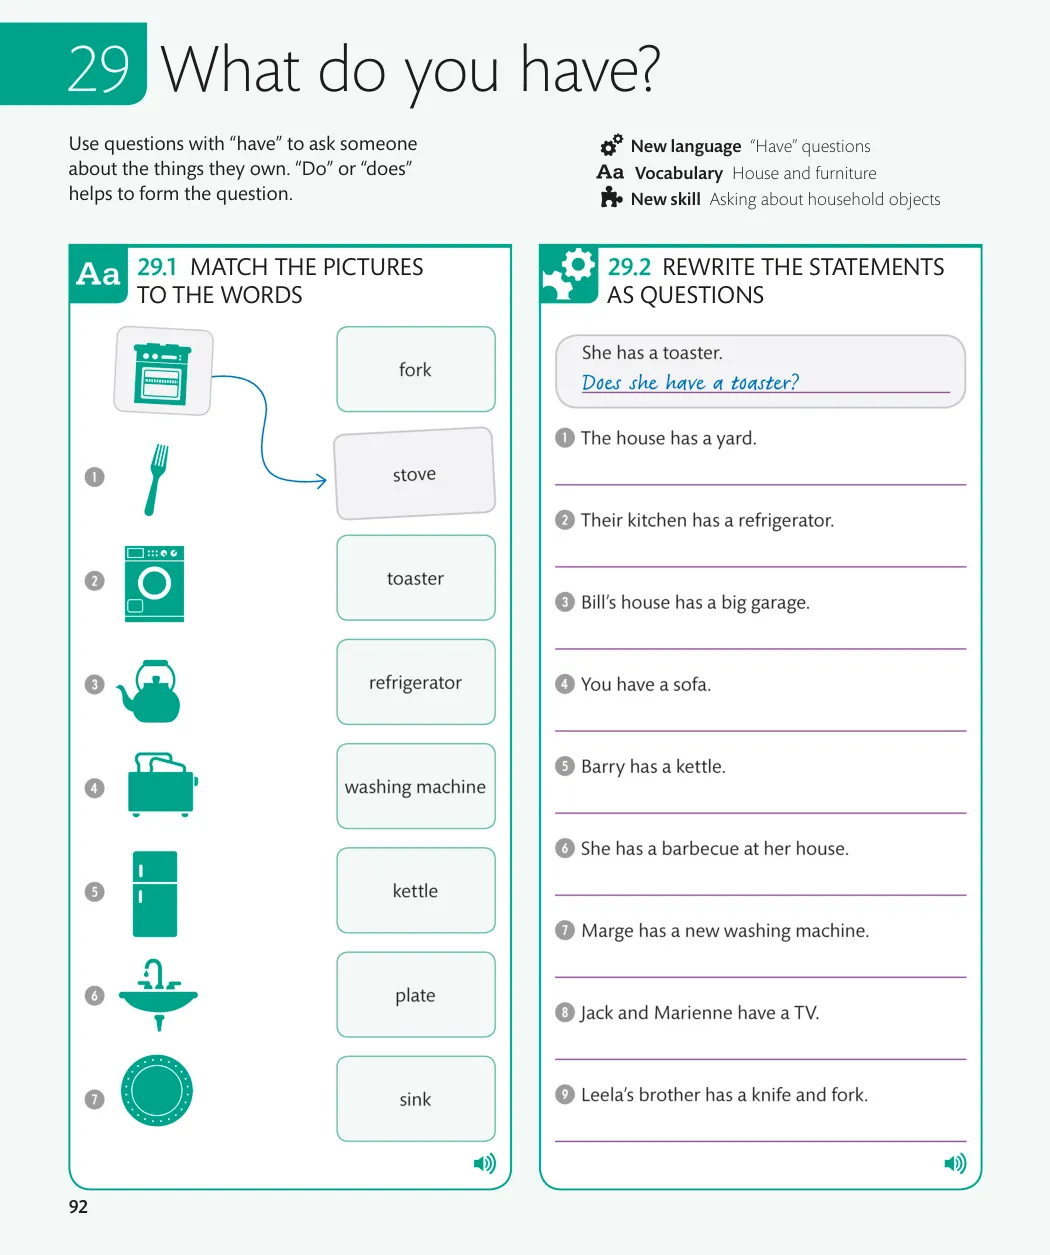 29 What do you have?
Use questions with “have” to ask someone
about the things they own. “Do” or “does”
helps to form the question.
New language “Have” questions
Aa Vocabulary House and furniture
New skill Asking about household objects
Aa 29.1 MATCH THE PICTURES
TO THE WORDS
fork
stove
1
toaster
2
refrigerator
3
washing machine
4
kettle
5
plate
6
sink
7
29.2 REWRITE THE STATEMENTS
AS QUESTIONS
She has a toaster.
Does she have a toaster?
1 The house has a yard.
2 Their kitchen has a refrigerator.
3 Bill’s house has a big garage.
4 You have a sofa.
5 Barry has a kettle.
6 She has a barbecue at her house.
7 Marge has a new washing machine.
8 Jack and Marienne have a TV.
9 Leela’s brother has a knife and fork.
92